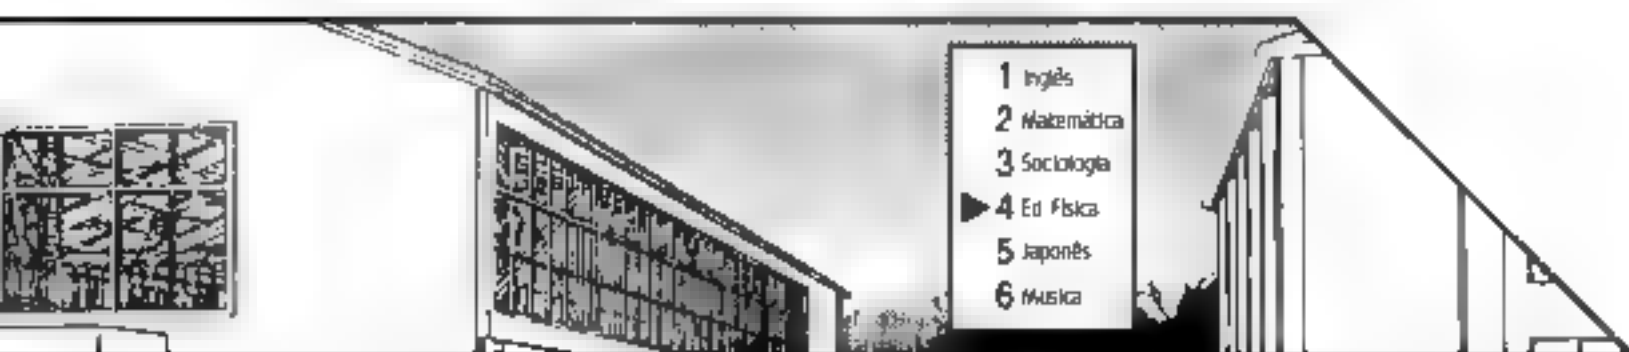 1 Inglês
2 Matemática
3 Sociologia
4 Ed Física
5 Japonês
6 Musica